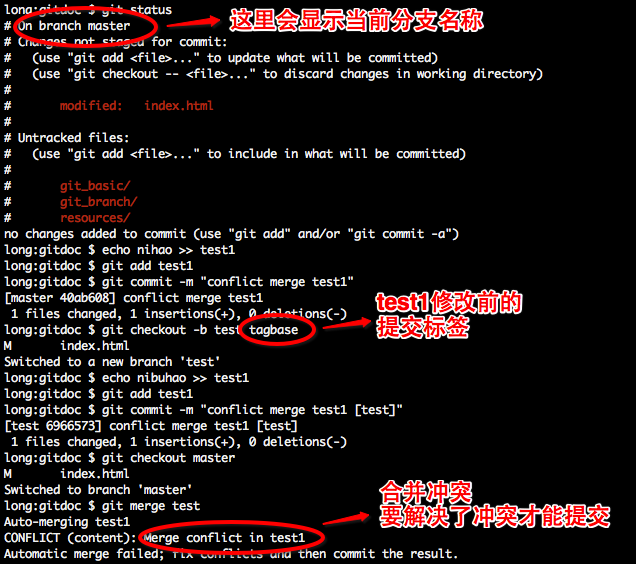 long:gitdoc $ git status
这里会显示当前分支名称
# On branch master
# Changes not staged for commit:
#   (use "git add <file>..." to update what will be committed)
#   (use "git checkout -- <file>..." to discard changes in working directory)
#
#       modified:   index.html
#
# Untracked files:
#   (use "git add <file>..." to include in what will be committed)
#
#       git_basic/
#       git_branch/
#       resources/
no changes added to commit (use "git add" and/or "git commit -a")
long:gitdoc $ echo nihao >> test1
long:gitdoc $ git add test1
long:gitdoc $ git commit -m "conflict merge test1"
[master 40ab608] conflict merge test1
 1 files changed, 1 insertions(+), 0 deletions(-)
long:gitdoc $ git checkout -b test tagbase
test1修改前的
提交标签
M       index.html
Switched to a new branch 'test'
long:gitdoc $ echo nibuhao >> test1
long:gitdoc $ git add test1
long:gitdoc $ git commit -m "conflict merge test1 [test]"
[test 6966573] conflict merge test1 [test]
 1 files changed, 1 insertions(+), 0 deletions(-)
long:gitdoc $ git checkout master
M       index.html
Switched to branch 'master'
long:gitdoc $ git merge test
Auto-merging test1
CONFLICT (content): Merge conflict in test1
合并冲突
要解决了冲突才能提交
Automatic merge failed; fix conflicts and then commit the result.